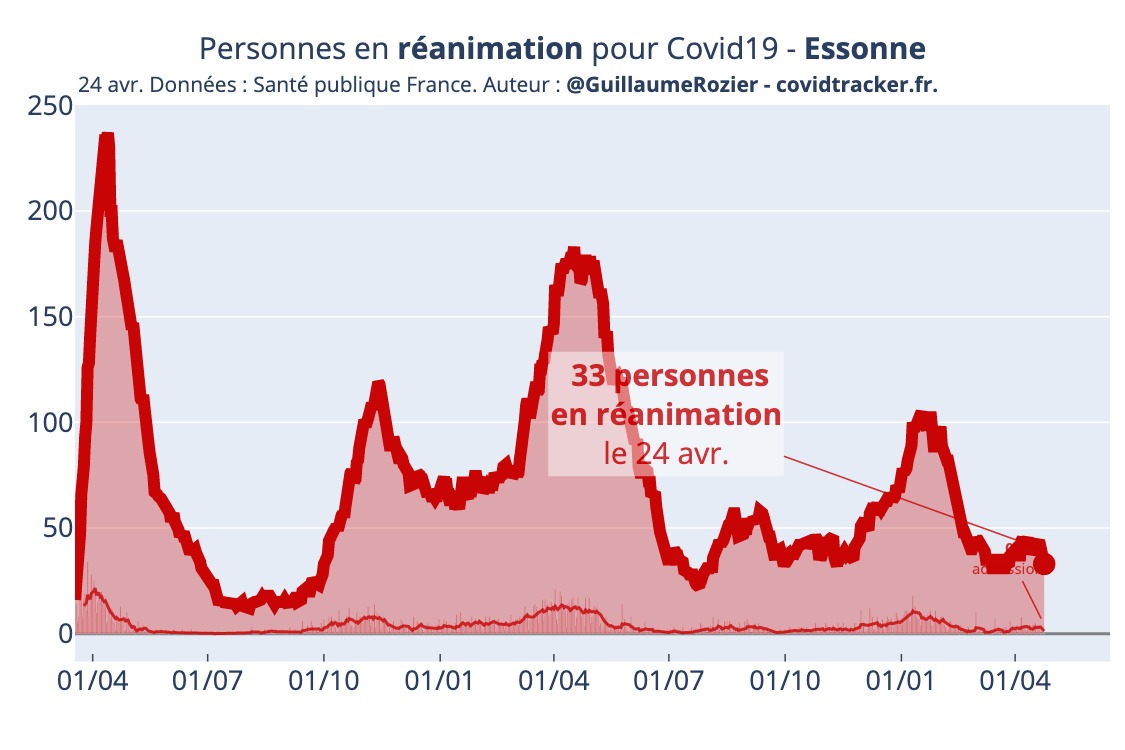 Personnes en réanimation pour Covid19 - Essonne
24 avr. Données : Santé publique France. Auteur : @GuillaumeRozier - covidtracker.fr.
250
200
150
100
50
0
33 personnes
en réanimation
le 24 avr.
01/04 01/07 01/10 01/01 01/04 01/07 01/10 01/01 01/04